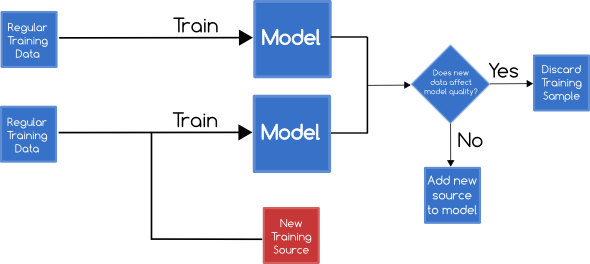 Regular
Training
Data
Train
Model
Regular
Training
Data
Train
Model
Does new
data affect
model quality?
Yes
Discard
Training
Sample
No
Add new
source
to model
New
Training
Source